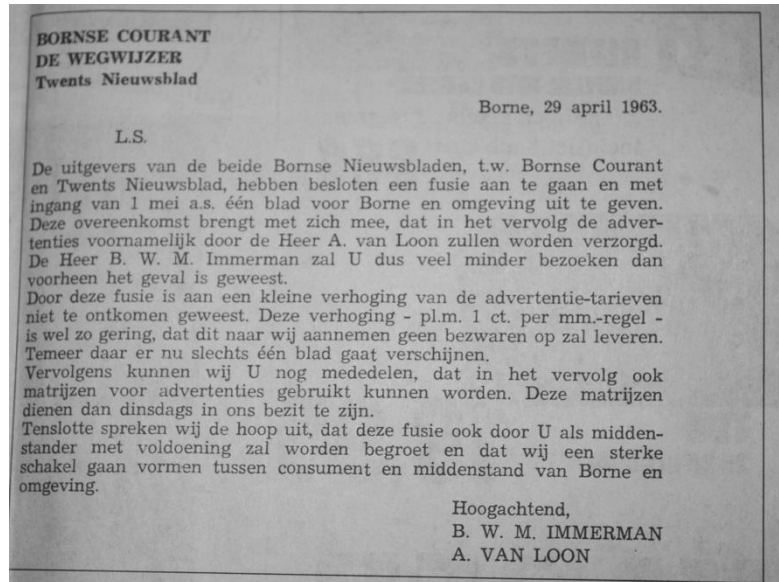 BORNSE COURANT
DE WEGWIJZER
Twents Nieuwsblad
Borne, 29 april 1963.
L.S.
De uitgevers van de beide Bornse Nieuwsbladen, t.w. Bornse Courant
en Twents Nieuwsblad, hebben besloten een fusie aan te gaan en met
ingang van 1 mei a.s. één blad voor Borne en omgeving uit te geven.
Deze overeenkomst brengt met zich mee, dat in het vervolg de adver-
tenties voornamelijk door de Heer A. van Loon zullen worden verzorgd.
De Heer B. W. M. Immerman zal U dus veel minder bezoeken dan
voorheen het geval is geweest.
Door deze fusie is aan een kleine verhoging van de advertentie-tarieven
niet te ontkomen geweest. Deze verhoging - pl.m. 1 ct. per mm.-regel -
is wel zo gering, dat dit naar wij aannemen geen bezwaren op zal leveren.
Temeer daar er nu slechts één blad gaat verschijnen.
Vervolgens kunnen wij U nog mededelen, dat in het vervolg ook
matrijzen voor advertenties gebruikt kunnen worden. Deze matrijzen
dienen dan dinsdags in ons bezit te zijn.
Tenslotte spreken wij de hoop uit, dat deze fusie ook door U als midden-
stander met voldoening zal worden begroet en dat wij een sterke
schakel gaan vormen tussen consument en middenstand van Borne en
omgeving.
Hoogachtend,
B. W. M. IMMERMAN
A. VAN LOON